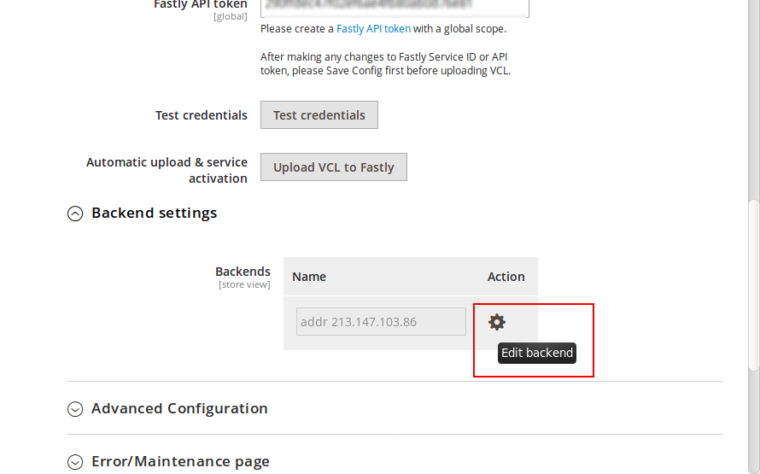 Fastly API token
[global]
Please create a Fastly API token with a global scope.
After making any changes to Fastly Service ID or API
token, please Save Config first before uploading VCL.
Test credentials
Test credentials
Automatic upload & service
activation
Upload VCL to Fastly
Backend settings
Backends
[store view]
Name
Action
addr 213.147.103.86
Edit backend
Advanced Configuration
Error/Maintenance page